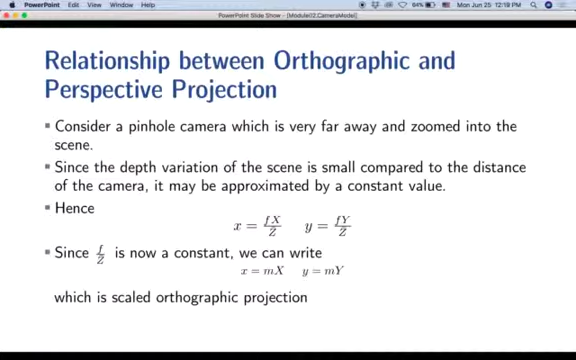 PowerPoint File Edit View Window Help 64% Mon Jun 25 12:19 PM
PowerPoint Slide Show - [Module12.CameraModel]
Relationship between Orthographic and
Perspective Projection
▪ Consider a pinhole camera which is very far away and zoomed into the
scene.
▪ Since the depth variation of the scene is small compared to the distance
of the camera, it may be approximated by a constant value.
▪ Hence
x = fX/Z y = fY/Z
▪ Since f/Z is now a constant, we can write
x = mX y = mY
which is scaled orthographic projection